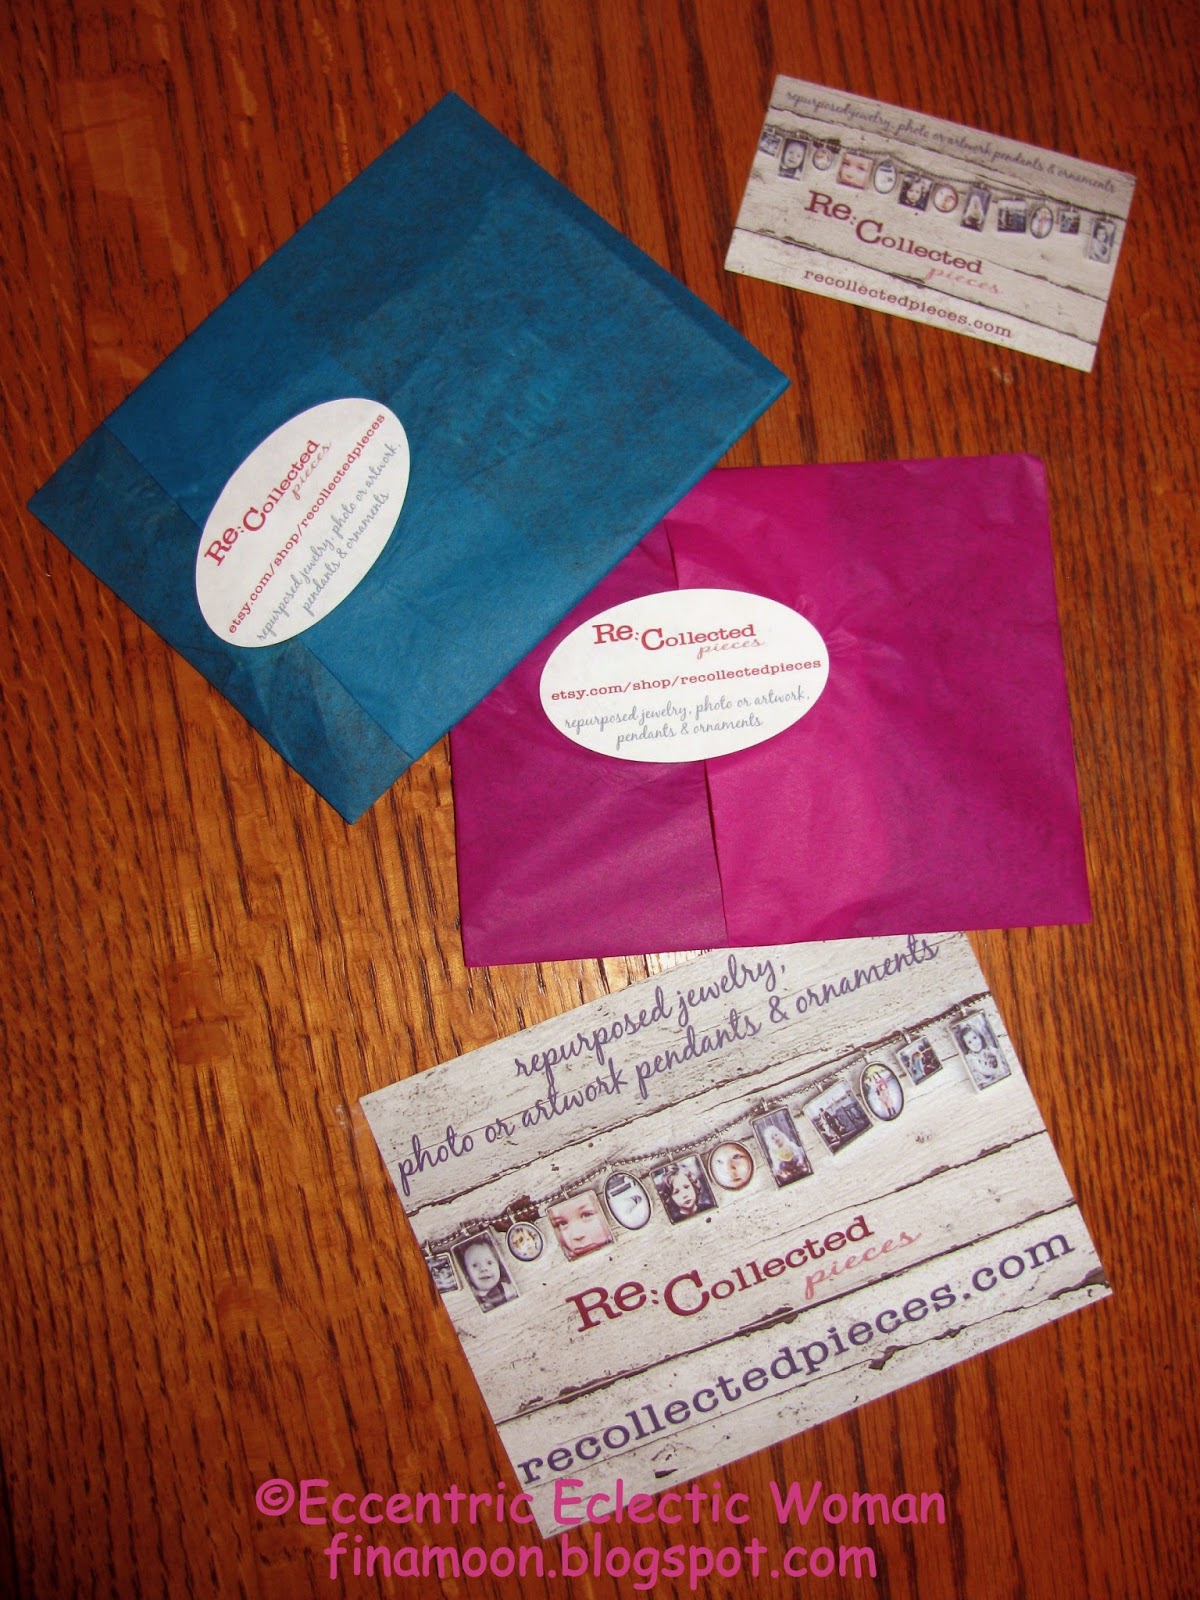 repurposed jewelry, photo or artwork pendants & ornaments
Re:Collected
pieces
recollectedpieces.com
Re:Collected
pieces
etsy.com/shop/recollectedpieces
repurposed jewelry, photo or artwork,
pendants & ornaments
Re:Collected
pieces
etsy.com/shop/recollectedpieces
repurposed jewelry, photo or artwork,
pendants & ornaments
repurposed jewelry,
photo or artwork pendants & ornaments
Re:Collected
pieces
recollectedpieces.com
©Eccentric Eclectic Woman
finamoon.blogspot.com